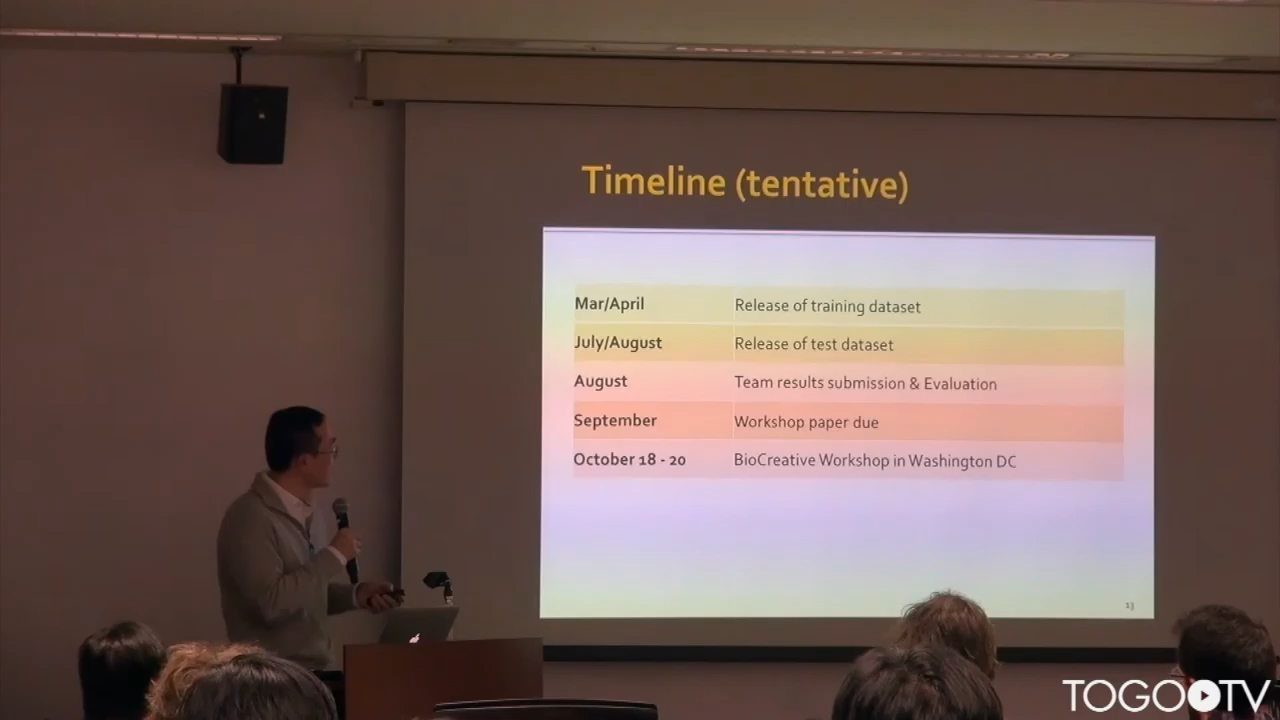 Timeline (tentative)
Mar/April Release of training dataset
July/August Release of test dataset
August Team results submission & Evaluation
September Workshop paper due
October 18 - 20 BioCreative Workshop in Washington DC
13
TOGOTV